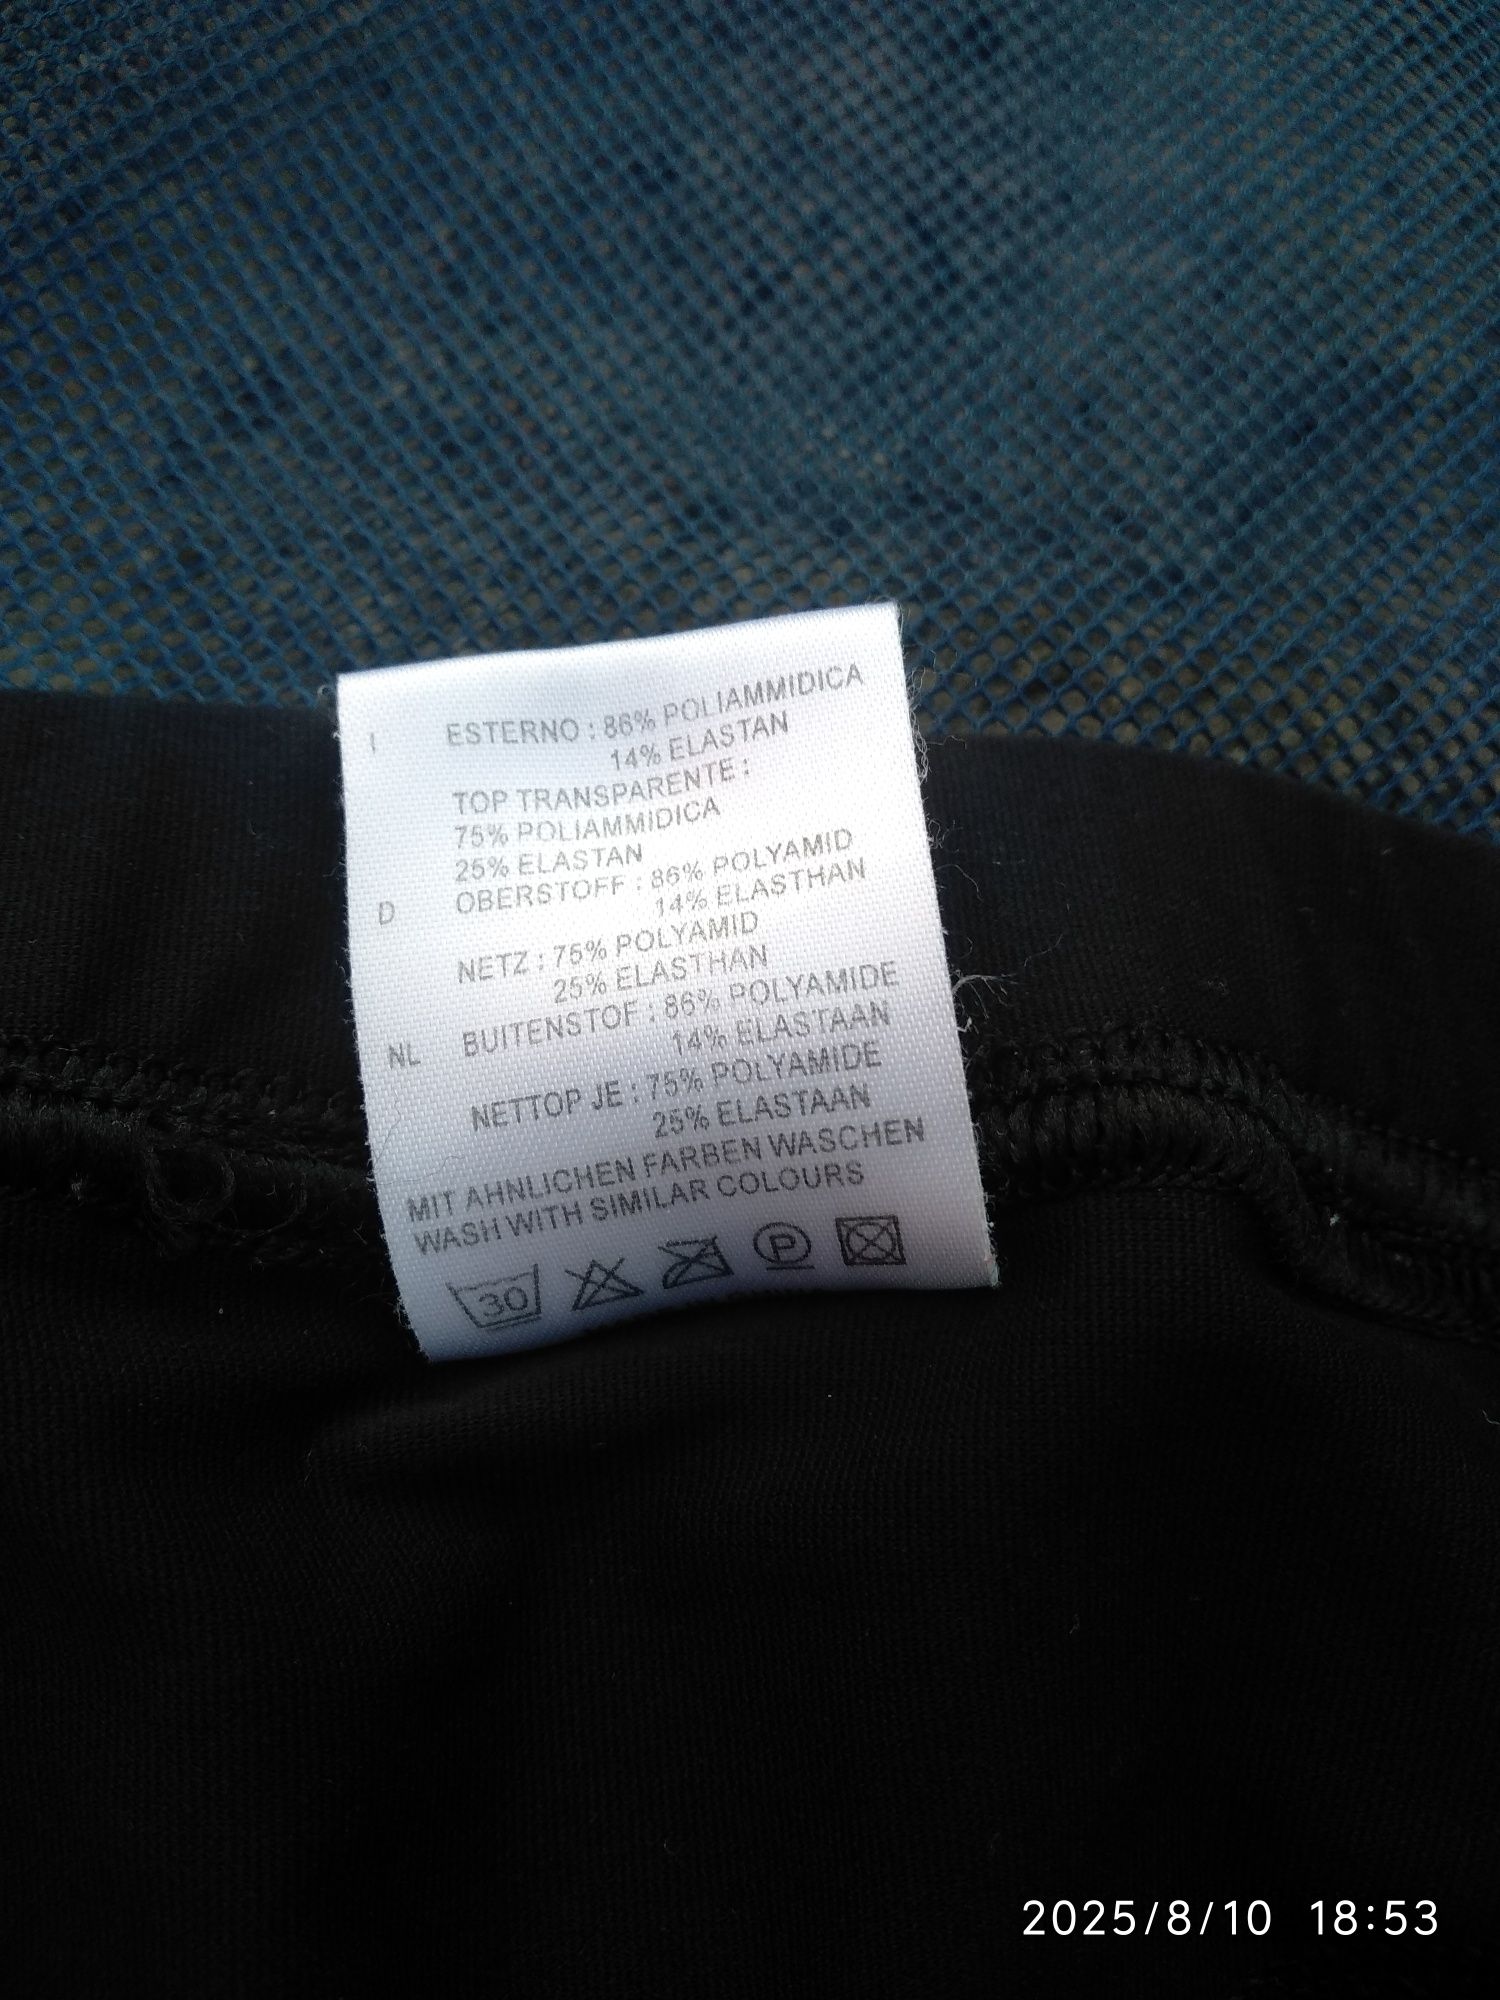 I ESTERNO : 86% POLIAMMIDICA
14% ELASTAN
TOP TRANSPARENTE :
75% POLIAMMIDICA
25% ELASTAN
D OBERSTOFF : 86% POLYAMID
14% ELASTHAN
NETZ : 75% POLYAMID
25% ELASTHAN
NL BUITENSTOF : 86% POLYAMIDE
14% ELASTAAN
NETTOP JE : 75% POLYAMIDE
25% ELASTAAN
MIT AHNLICHEN FARBEN WASCHEN
WASH WITH SIMILAR COLOURS
30 P
2025/8/10 18:53